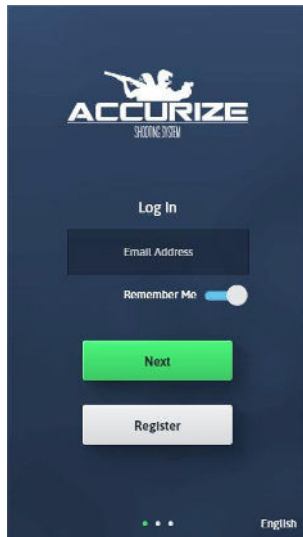 ACCURIZE
SHOOTING SYSTEM
Log In
Email Address
Remember Me
Next
Register
English